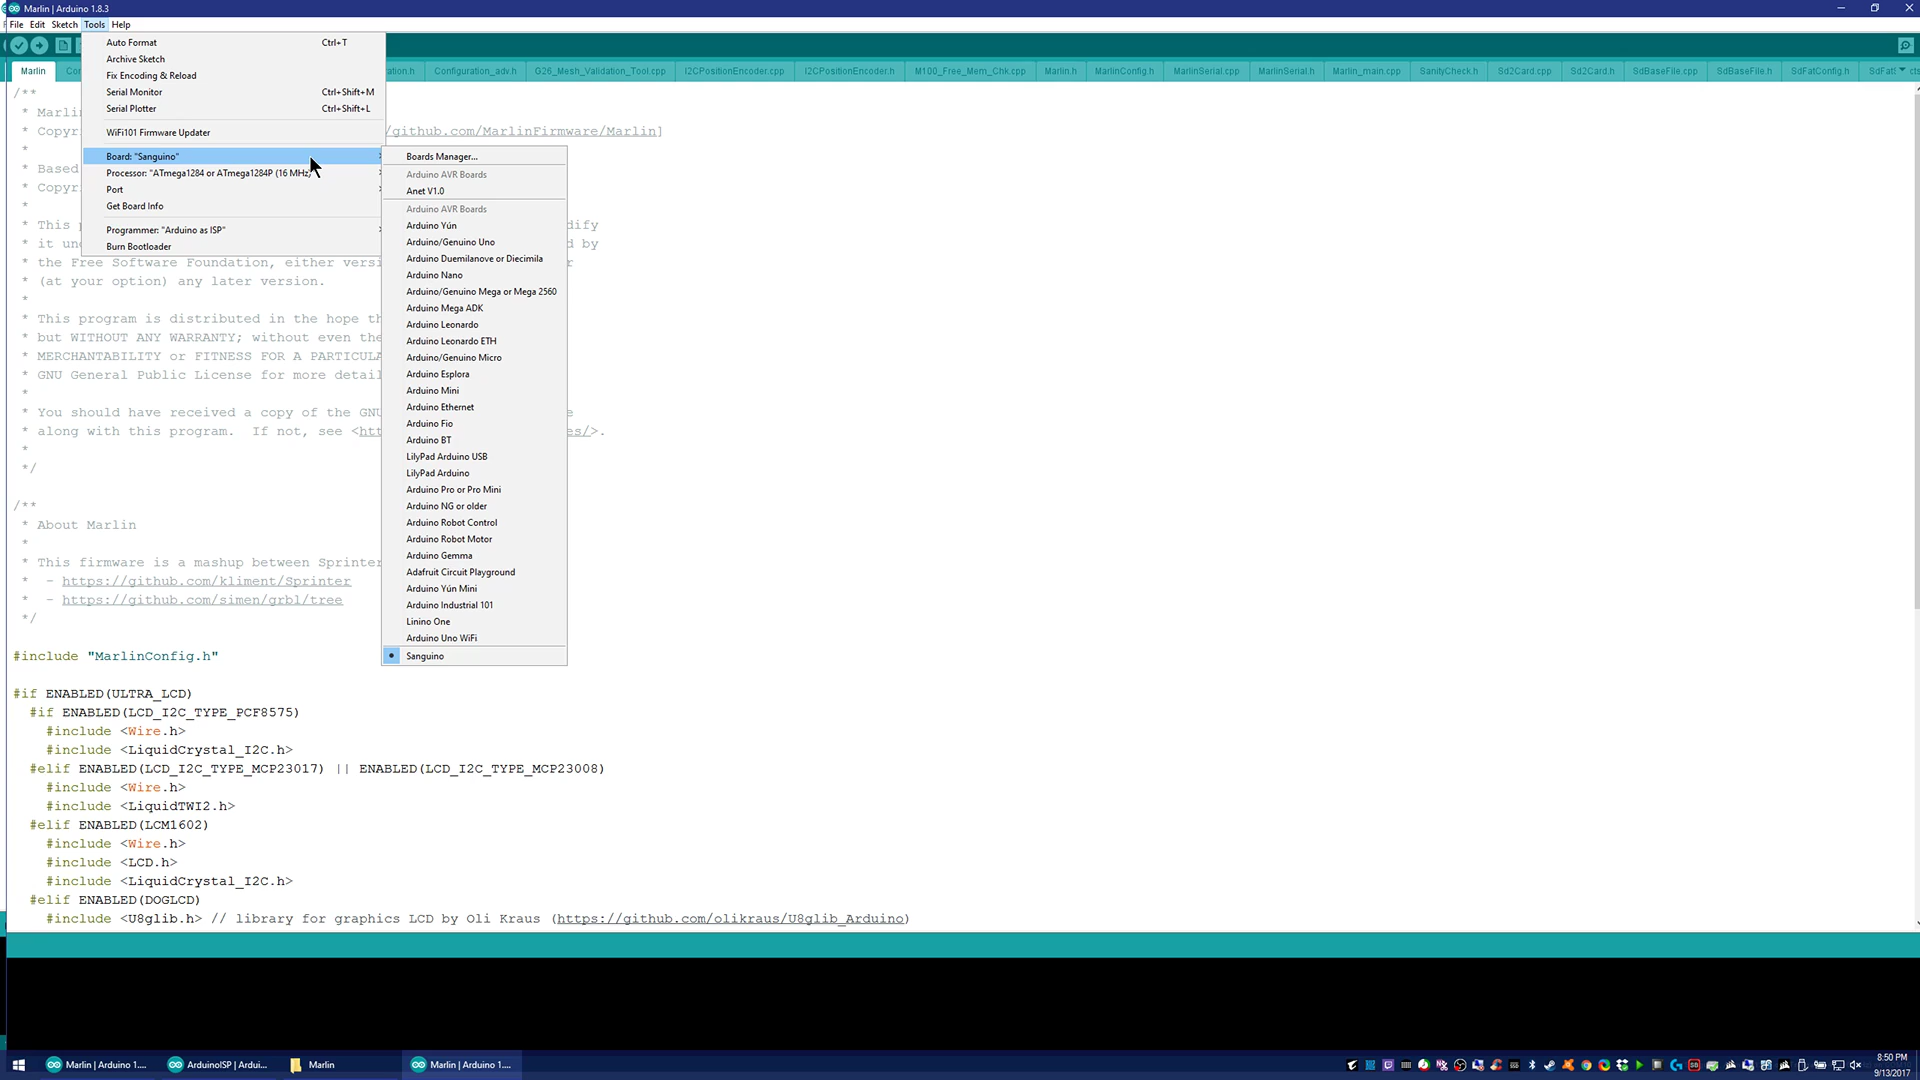 Marlin | Arduino 1.8.3
File Edit Sketch Tools Help
Marlin ation.h Configuration_adv.h G26_Mesh_Validation_Tool.cpp I2CPositionEncoder.cpp I2CPositionEncoder.h M100_Free_Mem_Chk.cpp Marlin.h MarlinConfig.h MarlinSerial.cpp MarlinSerial.h Marlin_main.cpp SanityCheck.h Sd2Card.cpp Sd2Card.h SdBaseFile.cpp SdBaseFile.h SdFatConfig.h
Auto Format Ctrl+T
Archive Sketch
Fix Encoding & Reload
Serial Monitor Ctrl+Shift+M
Serial Plotter Ctrl+Shift+L
WiFi101 Firmware Updater
Board: "Sanguino"
Processor: "ATmega1284 or ATmega1284P (16 MHz)
Port
Get Board Info
Programmer: "Arduino as ISP"
Burn Bootloader
Boards Manager...
Arduino AVR Boards
Anet V1.0
Arduino AVR Boards
Arduino Yún
Arduino/Genuino Uno
Arduino Duemilanove or Diecimila
Arduino Nano
Arduino/Genuino Mega or Mega 2560
Arduino Mega ADK
Arduino Leonardo
Arduino Leonardo ETH
Arduino/Genuino Micro
Arduino Esplora
Arduino Mini
Arduino Ethernet
Arduino Fio
Arduino BT
LilyPad Arduino USB
LilyPad Arduino
Arduino Pro or Pro Mini
Arduino NG or older
Arduino Robot Control
Arduino Robot Motor
Arduino Gemma
Adafruit Circuit Playground
Arduino Yún Mini
Arduino Industrial 101
Linino One
Arduino Uno WiFi
Sanguino
/**
* Marlin
* Copyr /github.com/MarlinFirmware/Marlin]
*
* Based
* Copyr
*
* This p dify
* it und d by
* the Free Software Foundation, either versi r
* (at your option) any later version.
*
* This program is distributed in the hope th
* but WITHOUT ANY WARRANTY; without even the
* MERCHANTABILITY or FITNESS FOR A PARTICULA
* GNU General Public License for more detail
*
* You should have received a copy of the GNU e
* along with this program.  If not, see <htt es/>.
*
*/
/**
* About Marlin
*
* This firmware is a mashup between Sprinter
*  - https://github.com/kliment/Sprinter
*  - https://github.com/simen/grbl/tree
*/
#include "MarlinConfig.h"
#if ENABLED(ULTRA_LCD)
#if ENABLED(LCD_I2C_TYPE_PCF8575)
#include <Wire.h>
#include <LiquidCrystal_I2C.h>
#elif ENABLED(LCD_I2C_TYPE_MCP23017) || ENABLED(LCD_I2C_TYPE_MCP23008)
#include <Wire.h>
#include <LiquidTWI2.h>
#elif ENABLED(LCM1602)
#include <Wire.h>
#include <LCD.h>
#include <LiquidCrystal_I2C.h>
#elif ENABLED(DOGLCD)
#include <U8glib.h> // library for graphics LCD by Oli Kraus (https://github.com/olikraus/U8glib_Arduino)
Marlin | Arduino 1.... ArduinoISP | Ardui... Marlin Marlin | Arduino 1....
8:50 PM
9/13/2017